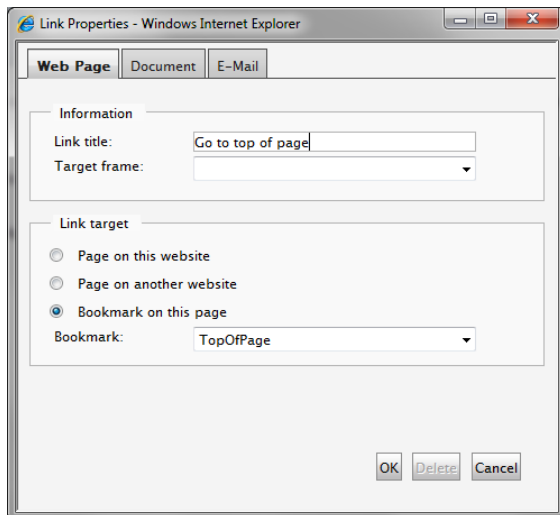 Link Properties - Windows Internet Explorer
Web Page Document E-Mail
Information
Link title: Go to top of page
Target frame:
Link target
Page on this website
Page on another website
Bookmark on this page
Bookmark: TopOfPage
OK Delete Cancel